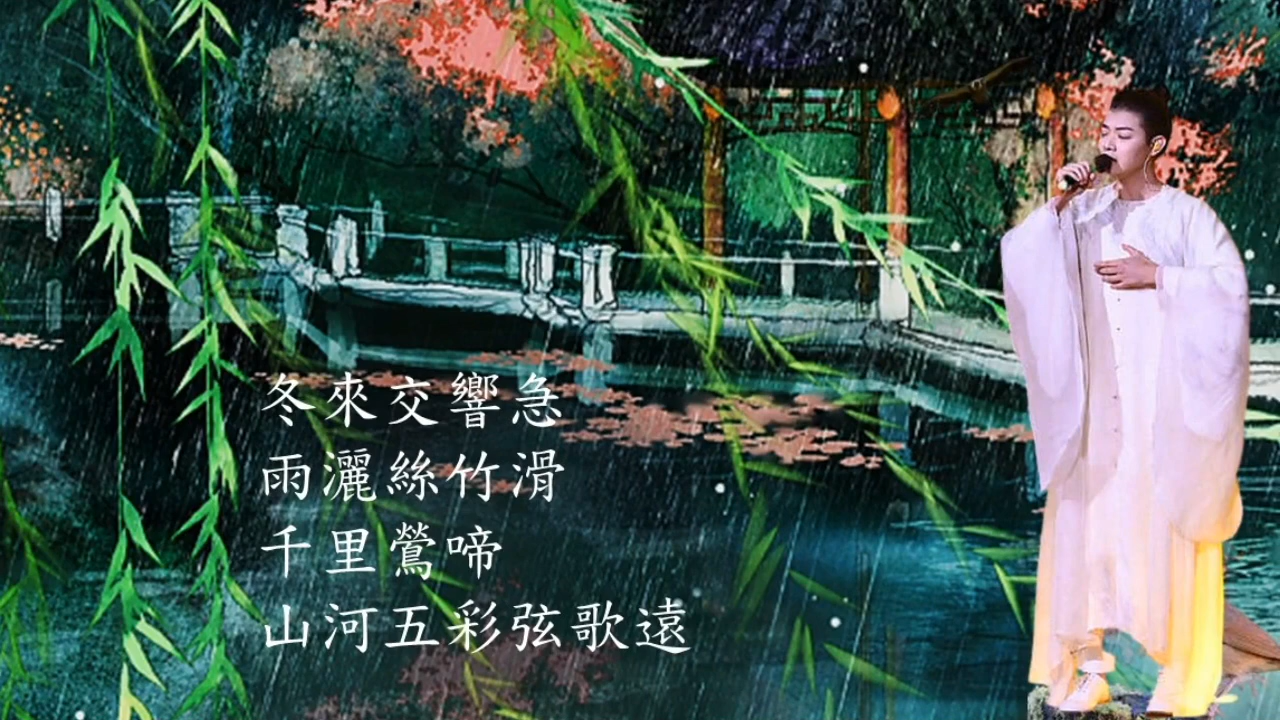 冬來交響急
雨灑絲竹滑
千里鶯啼
山河五彩弦歌遠